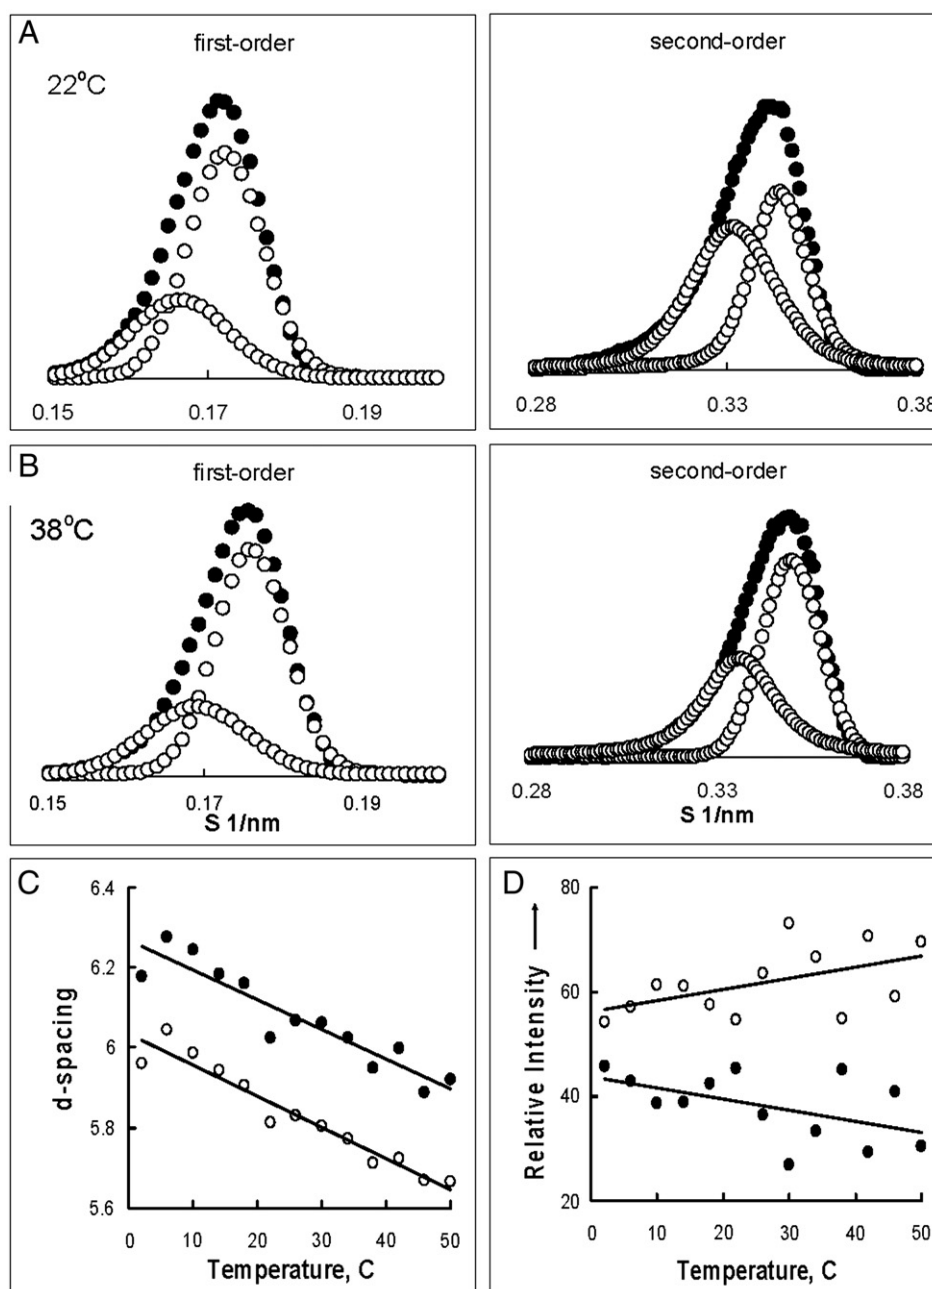 A
first-order
22°C
0.15 0.17 0.19
second-order
0.28 0.33 0.38
B
first-order
38°C
0.15 0.17 0.19
S 1/nm
second-order
0.28 0.33 0.38
S 1/nm
C
6.4
6.2
6
5.8
5.6
d-spacing
0 10 20 30 40 50
Temperature, C
D
80
60
40
20
Relative Intensity
0 10 20 30 40 50
Temperature, C